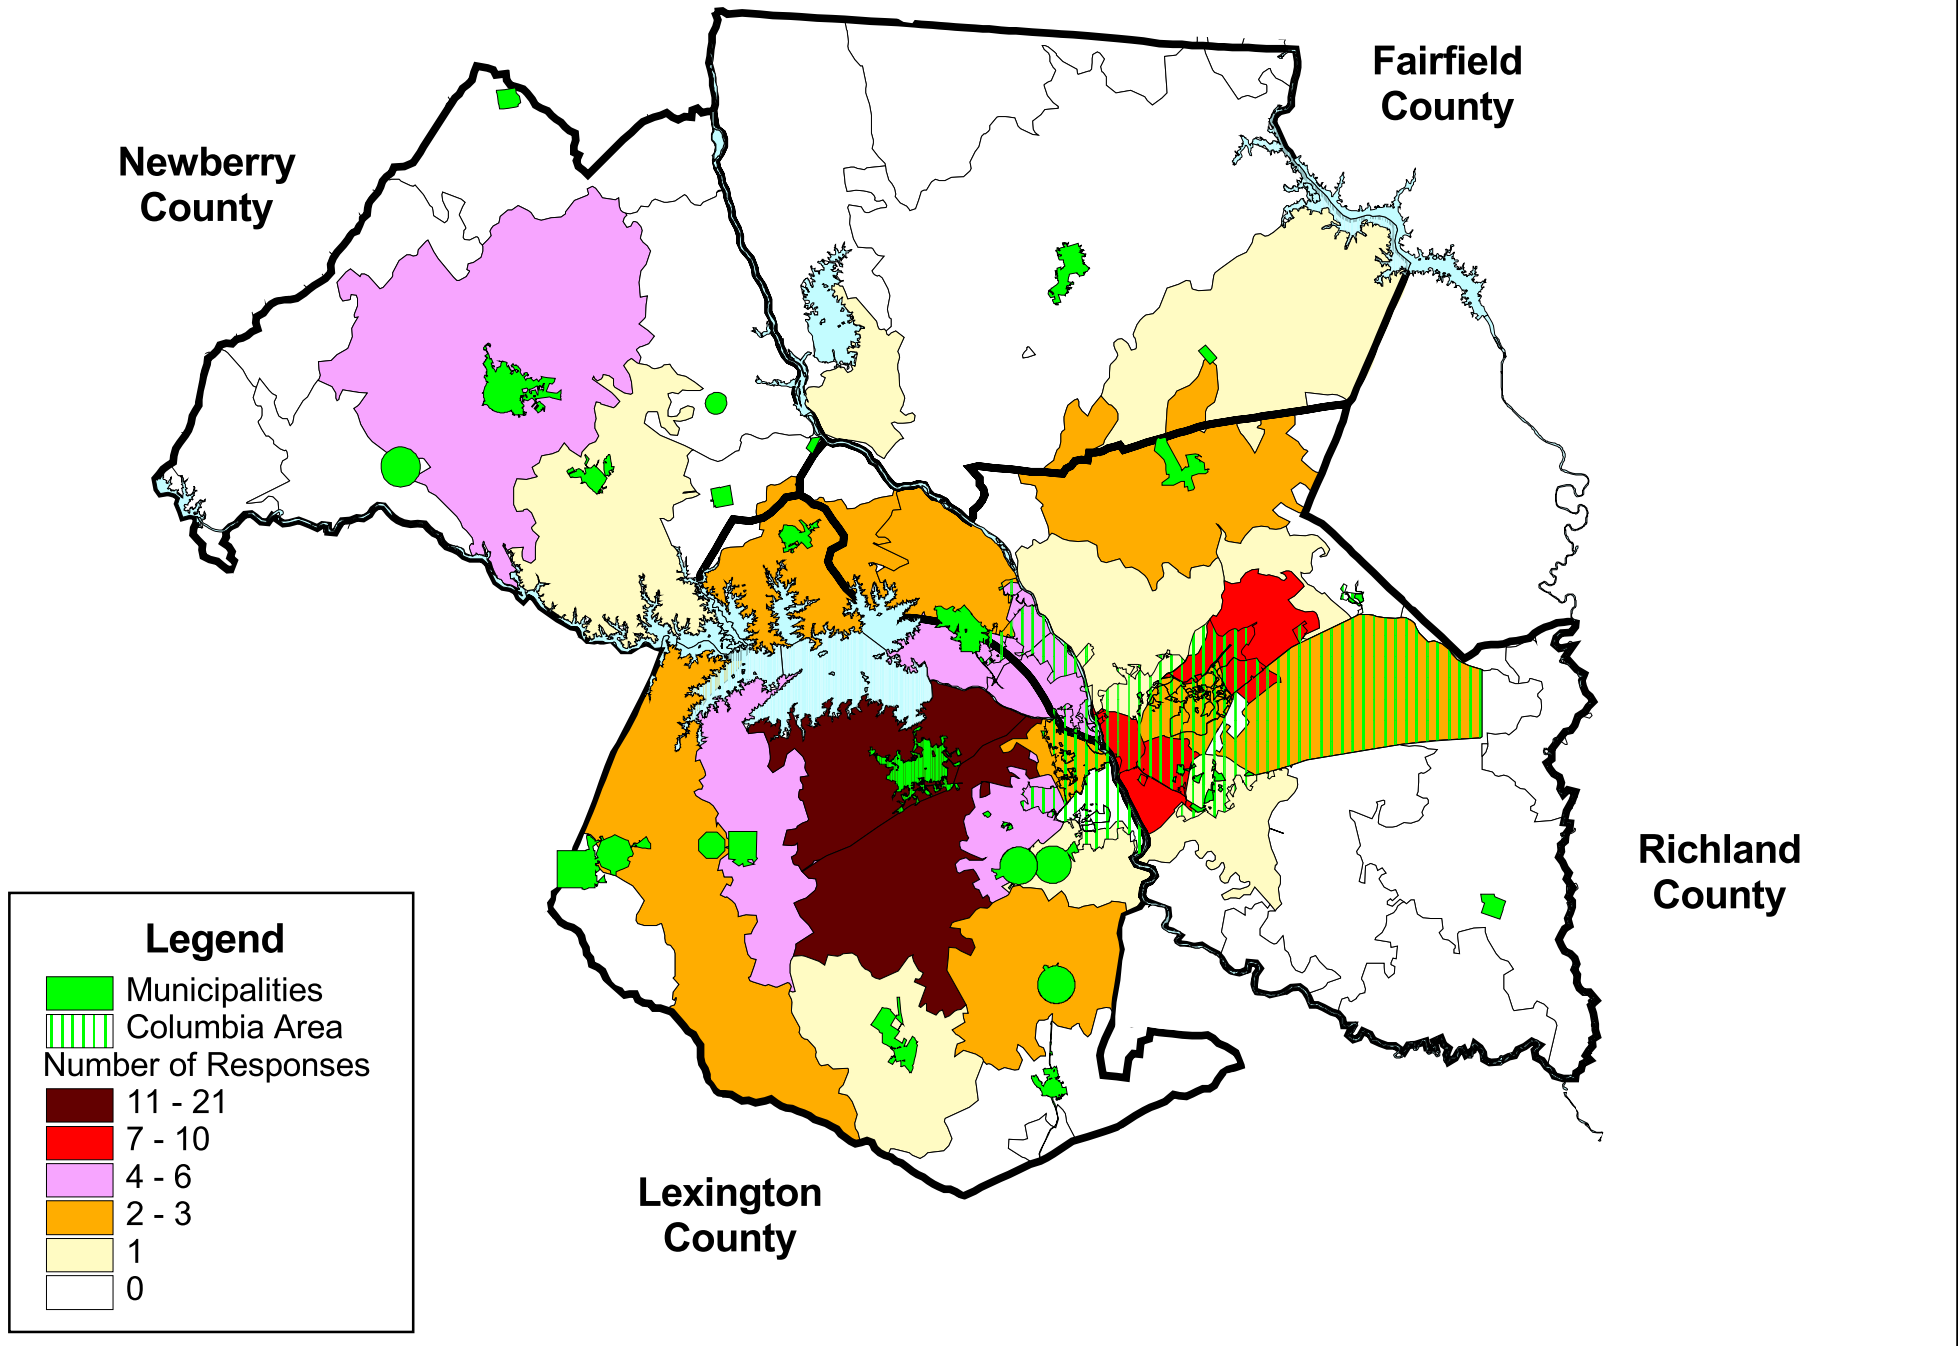 Fairfield
County
Newberry
County
Richland
County
Lexington
County
Legend
Municipalities
Columbia Area
Number of Responses
11 - 21
7 - 10
4 - 6
2 - 3
1
0